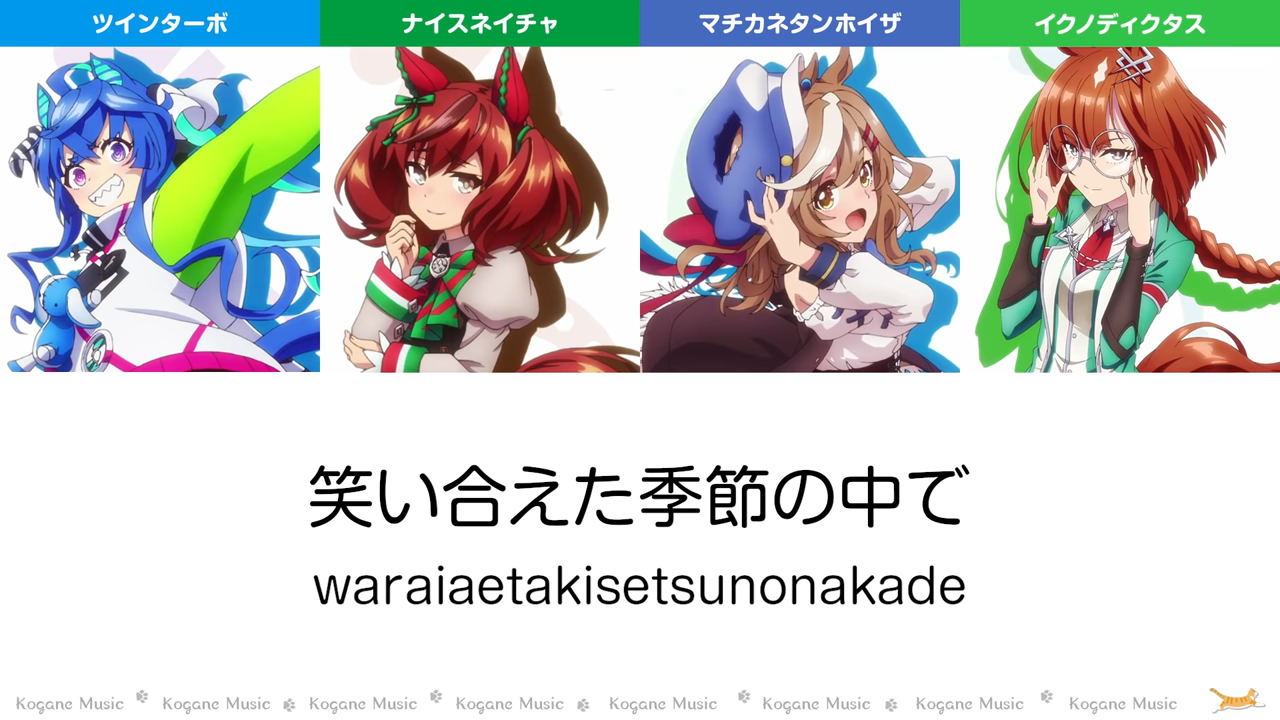 ツインターボ ナイスネイチャ マチカネタンホイザ イクノディクタス
笑い合えた季節の中で
waraiaetakisetsunonakade
Kogane Music Kogane Music Kogane Music Kogane Music Kogane Music Kogane Music Kogane Music Kogane Music